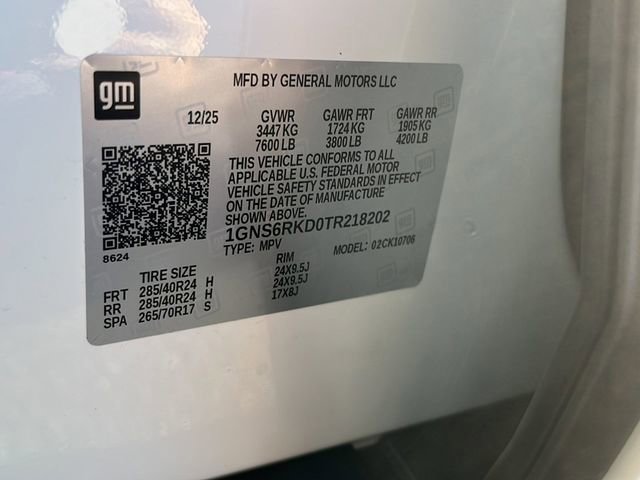 gm
MFD BY GENERAL MOTORS LLC
12/25 GVWR GAWR FRT GAWR RR
3447 KG 1724 KG 1905 KG
7600 LB 3800 LB 4200 LB
THIS VEHICLE CONFORMS TO ALL
APPLICABLE U.S. FEDERAL MOTOR
VEHICLE SAFETY STANDARDS IN EFFECT
ON THE DATE OF MANUFACTURE
SHOWN ABOVE.
1GNS6RKD0TR218202
8624 TYPE: MPV MODEL: 02CK10706
TIRE SIZE RIM
FRT 285/40R24 H 24X9.5J
RR 285/40R24 H 24X9.5J
SPA 265/70R17 S 17X8J